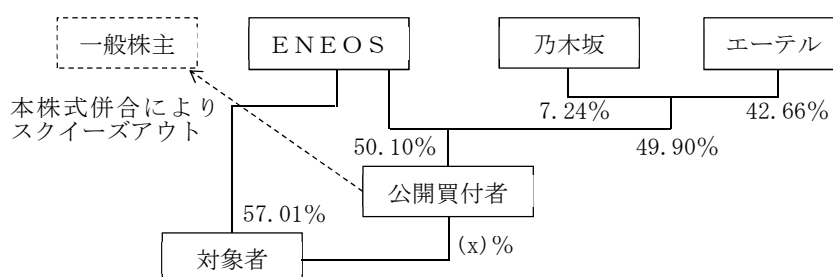 一般株主
ENEOS
乃木坂
エーテル
本株式併合により
スクイーズアウト
7.24%
42.66%
50.10%
49.90%
公開買付者
57.01%
(x)%
対象者